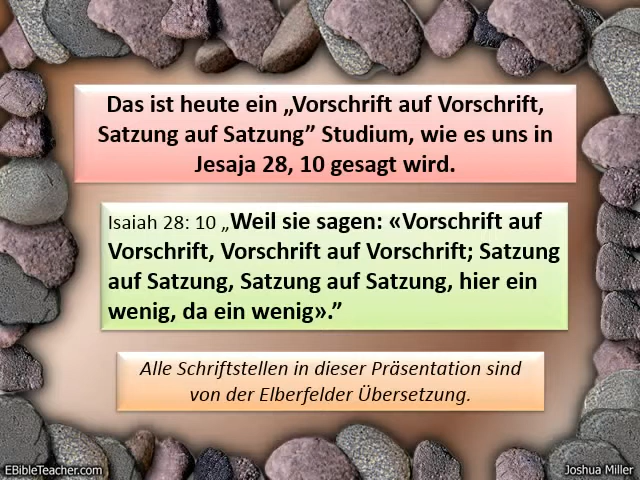 Das ist heute ein „Vorschrift auf Vorschrift,
Satzung auf Satzung” Studium, wie es uns in
Jesaja 28, 10 gesagt wird.
Isaiah 28: 10 „Weil sie sagen: «Vorschrift auf
Vorschrift, Vorschrift auf Vorschrift; Satzung
auf Satzung, Satzung auf Satzung, hier ein
wenig, da ein wenig».”
Alle Schriftstellen in dieser Präsentation sind
von der Elberfelder Übersetzung.
EBibleTeacher.com
Joshua Miller